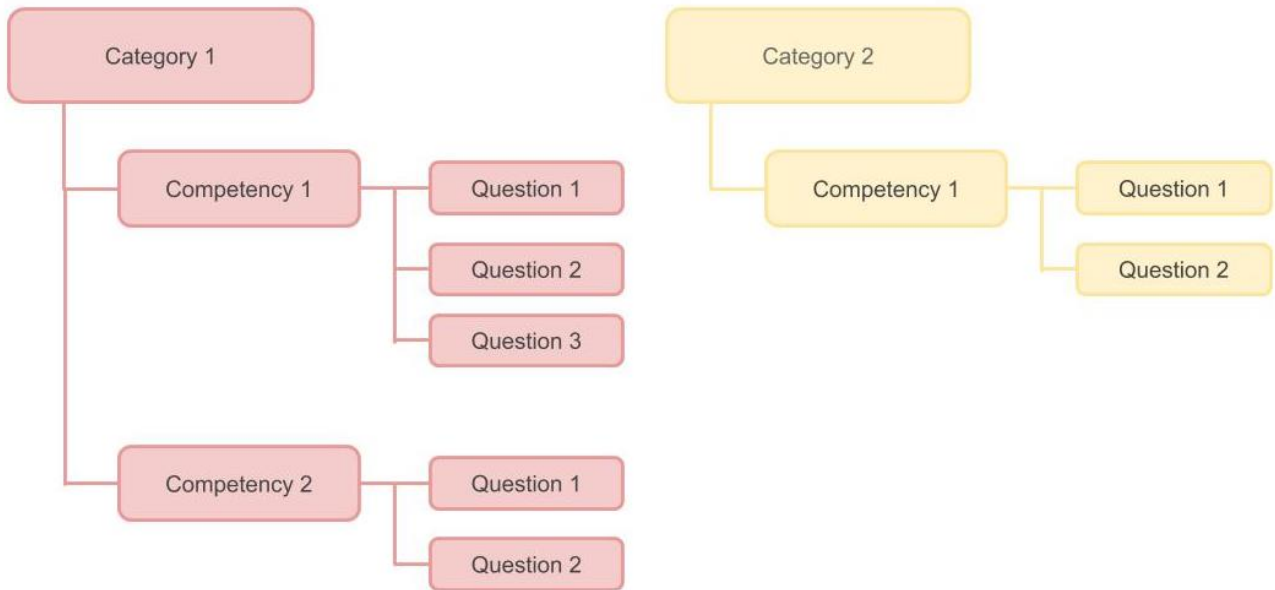 Category 1
Competency 1
Question 1
Question 2
Question 3
Competency 2
Question 1
Question 2
Category 2
Competency 1
Question 1
Question 2